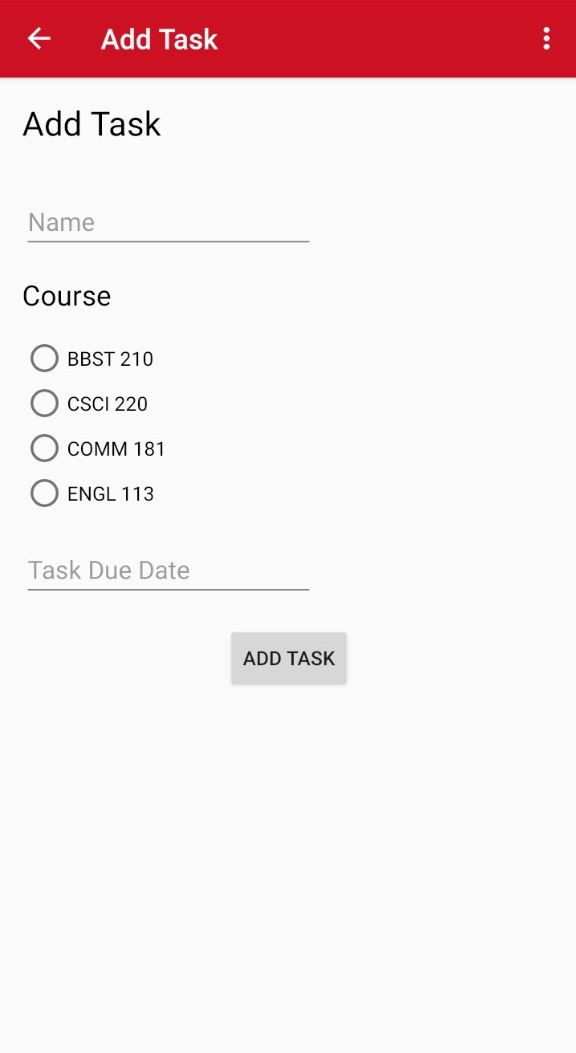 Add Task
Add Task
Name
Course
BBST 210
CSCI 220
COMM 181
ENGL 113
Task Due Date
ADD TASK